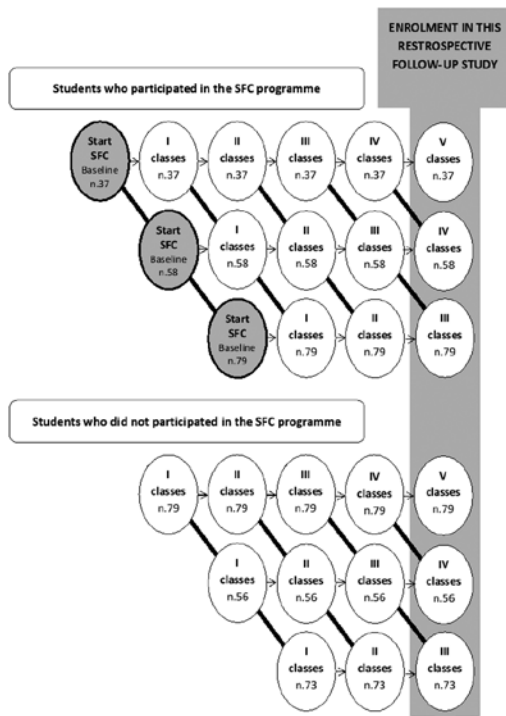 ENROLMENT IN THIS
RESTROSPECTIVE
FOLLOW-UP STUDY
Students who participated in the SFC programme
Start
SFC
Baseline
n.37
I
classes
n.37
II
classes
n.37
III
classes
n.37
IV
classes
n.37
V
classes
n.37
Start
SFC
Baseline
n.58
I
classes
n.58
II
classes
n.58
III
classes
n.58
IV
classes
n.58
Start
SFC
Baseline
n.79
I
classes
n.79
II
classes
n.79
III
classes
n.79
Students who did not participated in the SFC programme
I
classes
n.79
II
classes
n.79
III
classes
n.79
IV
classes
n.79
V
classes
n.79
I
classes
n.56
II
classes
n.56
III
classes
n.56
IV
classes
n.56
I
classes
n.73
II
classes
n.73
III
classes
n.73